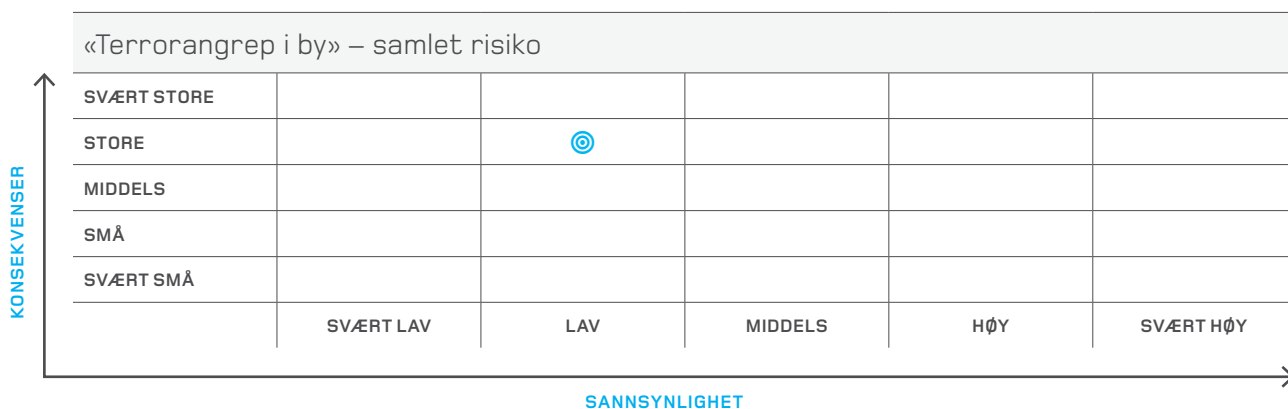 «Terrorangrep i by» – samlet risiko
SVÆRT STORE
STORE
MIDDELS
SMÅ
SVÆRT SMÅ
SVÆRT LAV LAV MIDDELS HØY SVÆRT HØY
KONSEKVENSER
SANNSYNLIGHET